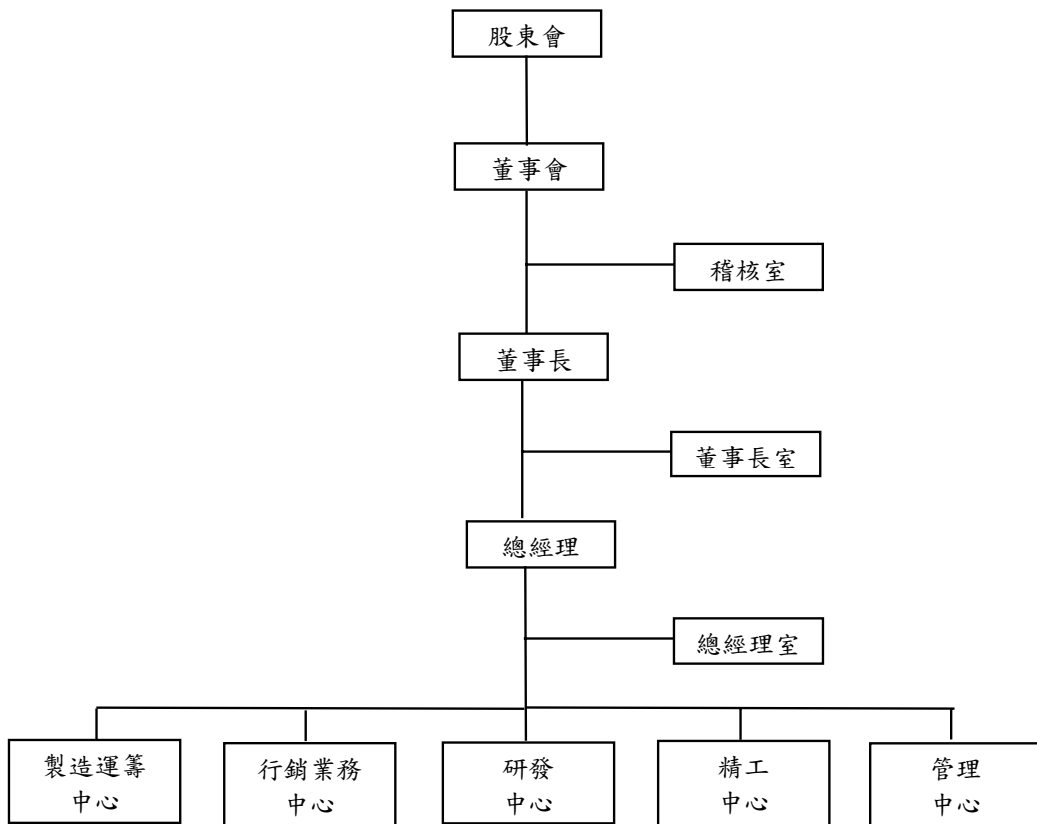 股東會
董事會
稽核室
董事長
董事長室
總經理
總經理室
製造運籌
中心
行銷業務
中心
研發
中心
精工
中心
管理
中心